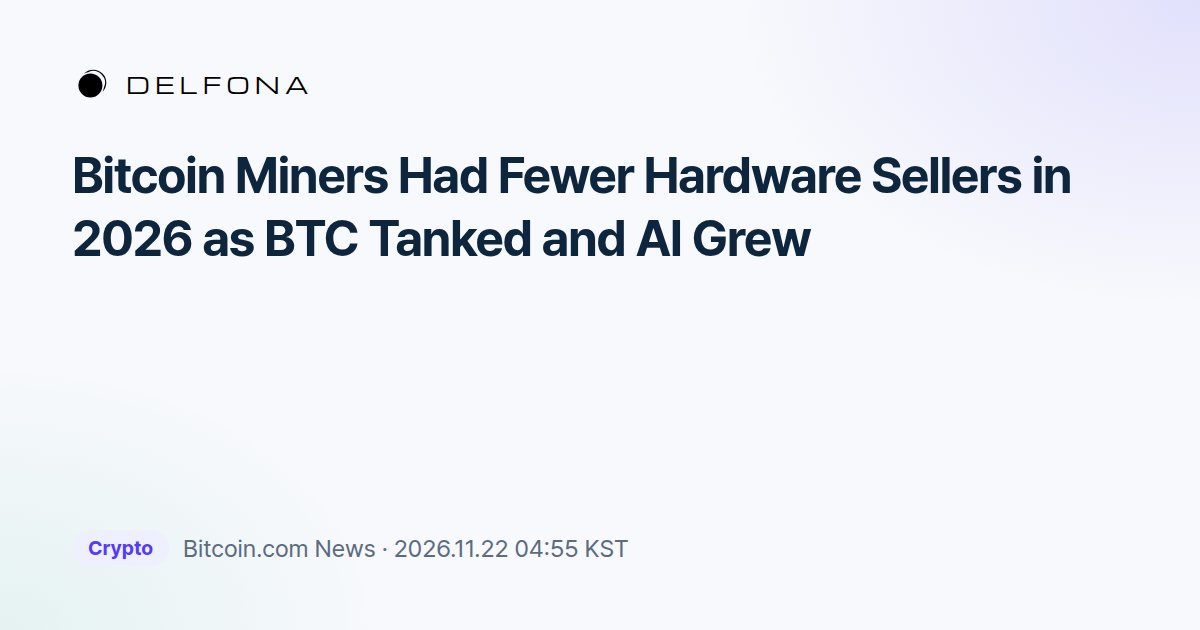 DELFONA
Bitcoin Miners Had Fewer Hardware Sellers in
2026 as BTC Tanked and AI Grew
Crypto Bitcoin.com News · 2026.11.22 04:55 KST